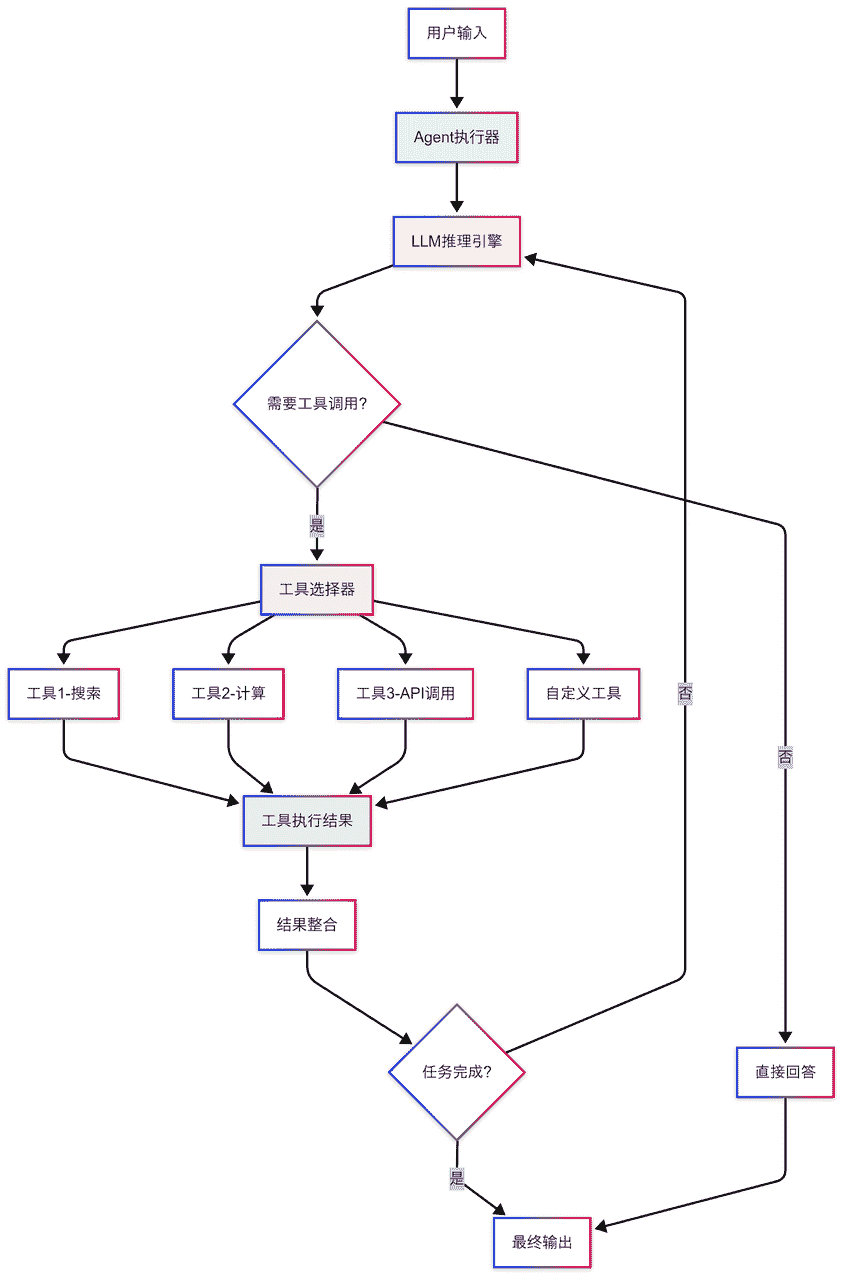 用户输入
Agent执行器
LLM推理引擎
需要工具调用?
是
工具选择器
工具1-搜索
工具2-计算
工具3-API调用
自定义工具
否
否
工具执行结果
结果整合
任务完成?
直接回答
是
最终输出